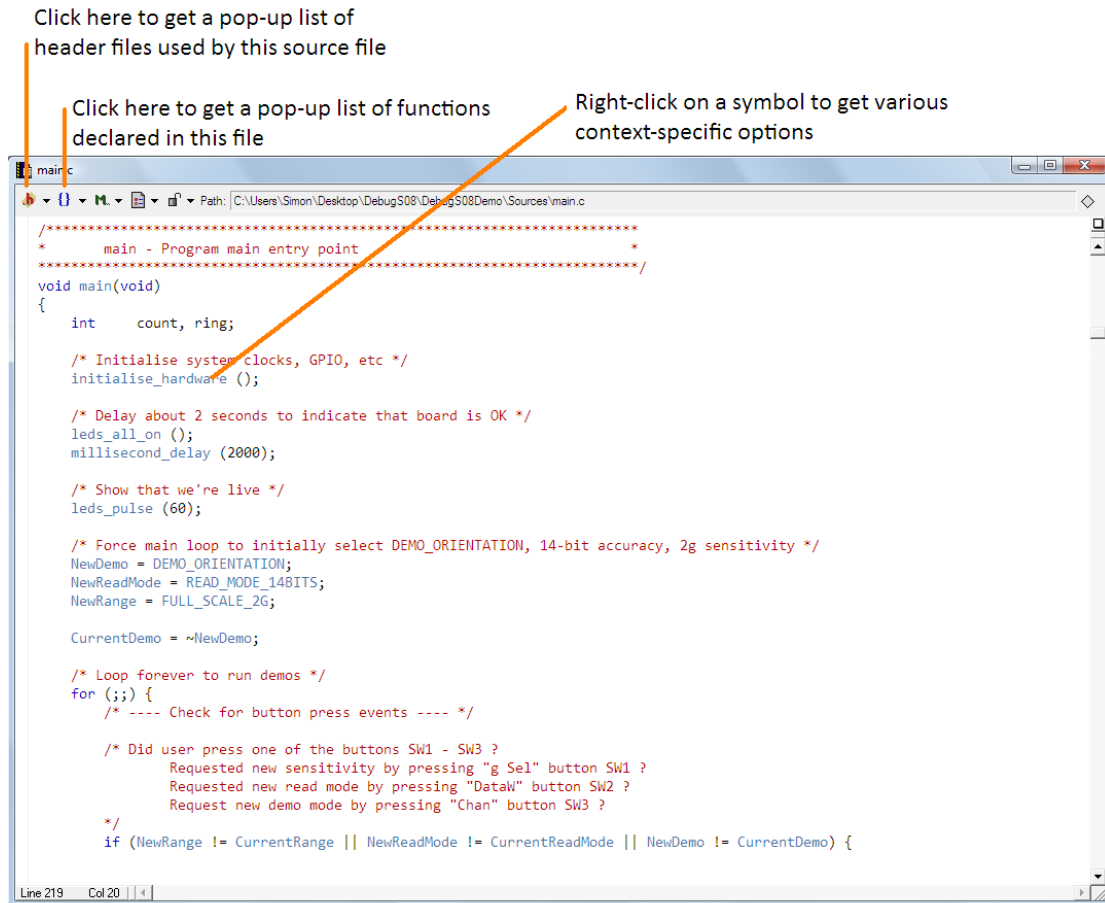 Click here to get a pop-up list of
header files used by this source file
Click here to get a pop-up list of functions
declared in this file
Right-click on a symbol to get various
context-specific options
main.c
h {} M. Path: C:\Users\Simon\Desktop\DebugS08\DebugS08Demo\Sources\main.c
/*************************************************************************
*       main - Program main entry point                                 *
*************************************************************************/
void main(void)
{
    int     count, ring;
    /* Initialise system clocks, GPIO, etc */
    initialise_hardware ();
    /* Delay about 2 seconds to indicate that board is OK */
    leds_all_on ();
    millisecond_delay (2000);
    /* Show that we're live */
    leds_pulse (60);
    /* Force main loop to initially select DEMO_ORIENTATION, 14-bit accuracy, 2g sensitivity */
    NewDemo = DEMO_ORIENTATION;
    NewReadMode = READ_MODE_14BITS;
    NewRange = FULL_SCALE_2G;
    CurrentDemo = ~NewDemo;
    /* Loop forever to run demos */
    for (;;) {
        /* ---- Check for button press events ---- */
        /* Did user press one of the buttons SW1 - SW3 ?
                Requested new sensitivity by pressing "g Sel" button SW1 ?
                Requested new read mode by pressing "DataW" button SW2 ?
                Request new demo mode by pressing "Chan" button SW3 ?
        */
        if (NewRange != CurrentRange || NewReadMode != CurrentReadMode || NewDemo != CurrentDemo) {
Line 219 Col 20